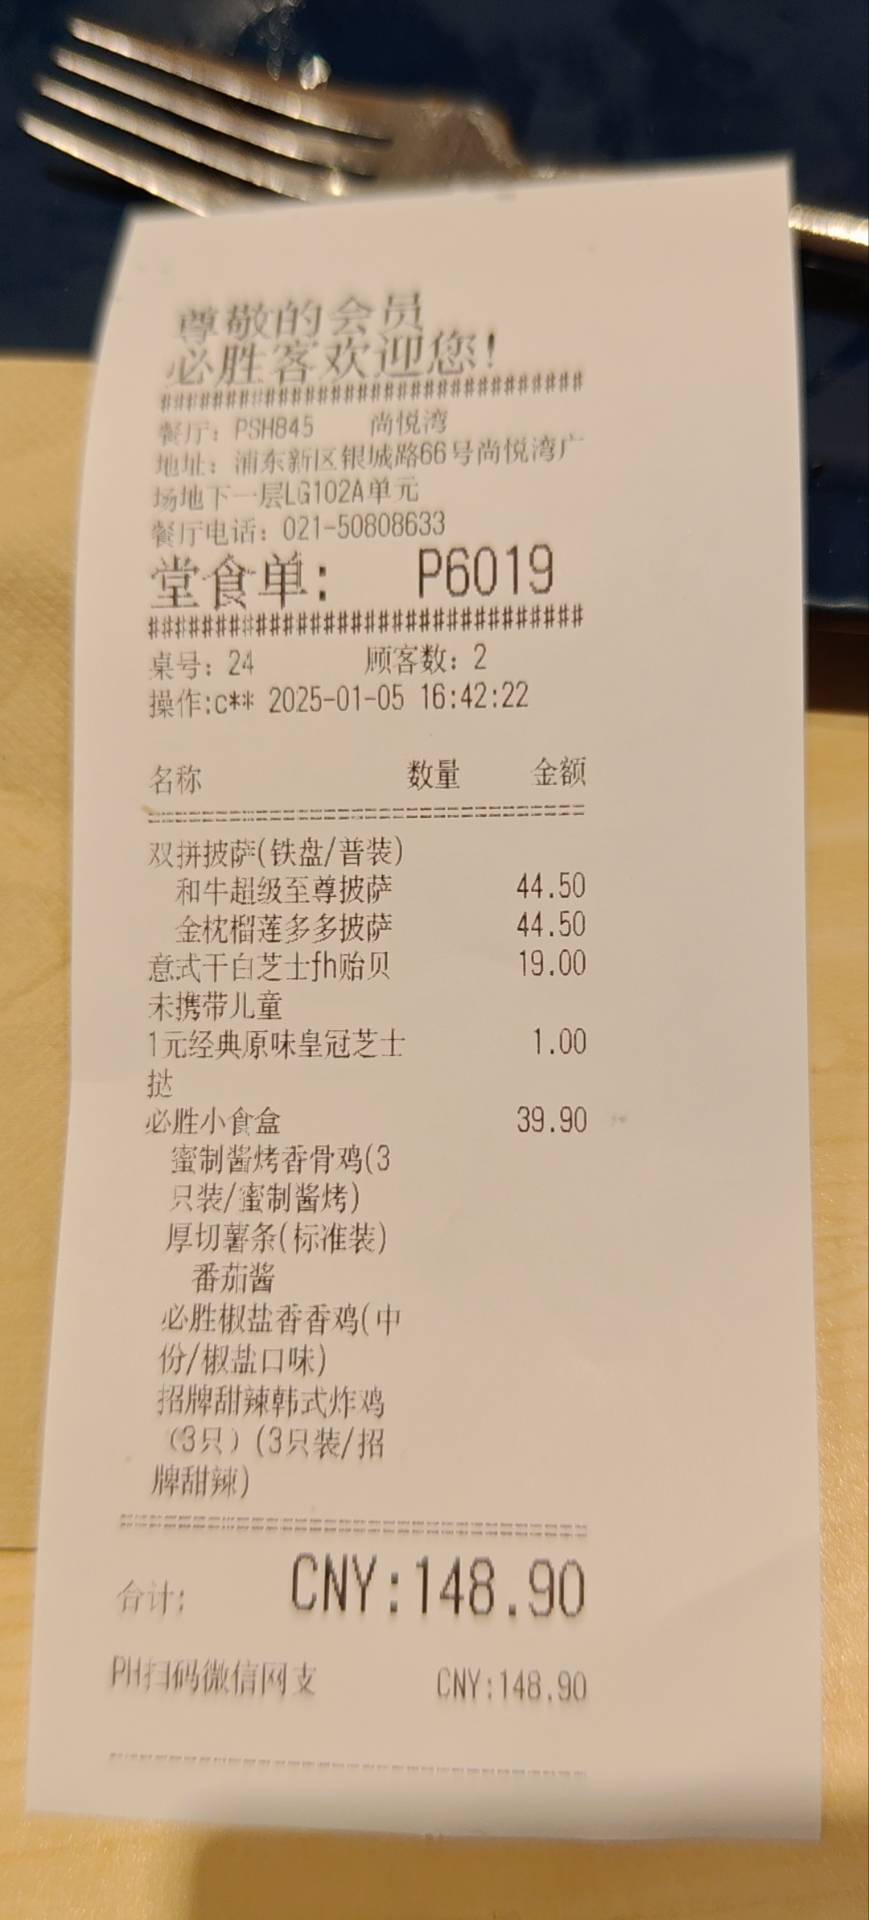 尊敬的会员
必胜客欢迎您!
################################
餐厅: PSH845 尚悦湾
地址: 浦东新区银城路66号尚悦湾广
场地下一层LG102A单元
餐厅电话: 021-50808633
堂食单: P6019
################################
桌号: 24 顾客数: 2
操作:c** 2025-01-05 16:42:22
名称 数量 金额
================================
双拼披萨(铁盘/普装)
和牛超级至尊披萨 44.50
金枕榴莲多多披萨 44.50
意式干白芝士fh贻贝 19.00
未携带儿童
1元经典原味皇冠芝士 1.00
挞
必胜小食盒 39.90
蜜制酱烤香骨鸡(3
只装/蜜制酱烤)
厚切薯条(标准装)
番茄酱
必胜椒盐香香鸡(中
份/椒盐口味)
招牌甜辣韩式炸鸡
(3只)(3只装/招
牌甜辣)
================================
合计: CNY:148.90
PH扫码微信网支 CNY:148.90
--------------------------------